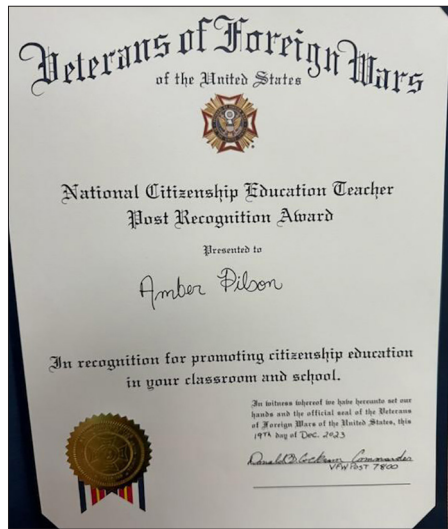 Veterans of Foreign Wars
of the United States
National Citizenship Education Teacher
Post Recognition Award
Presented to
Amber Pilson
In recognition for promoting citizenship education
in your classroom and school.
In witness whereof we have hereunto set our
hands and the official seal of the Veterans
of Foreign Wars of the United States, this
19TH day of Dec. 2023
Donald D. Cockram Commander
VFW POST 7800